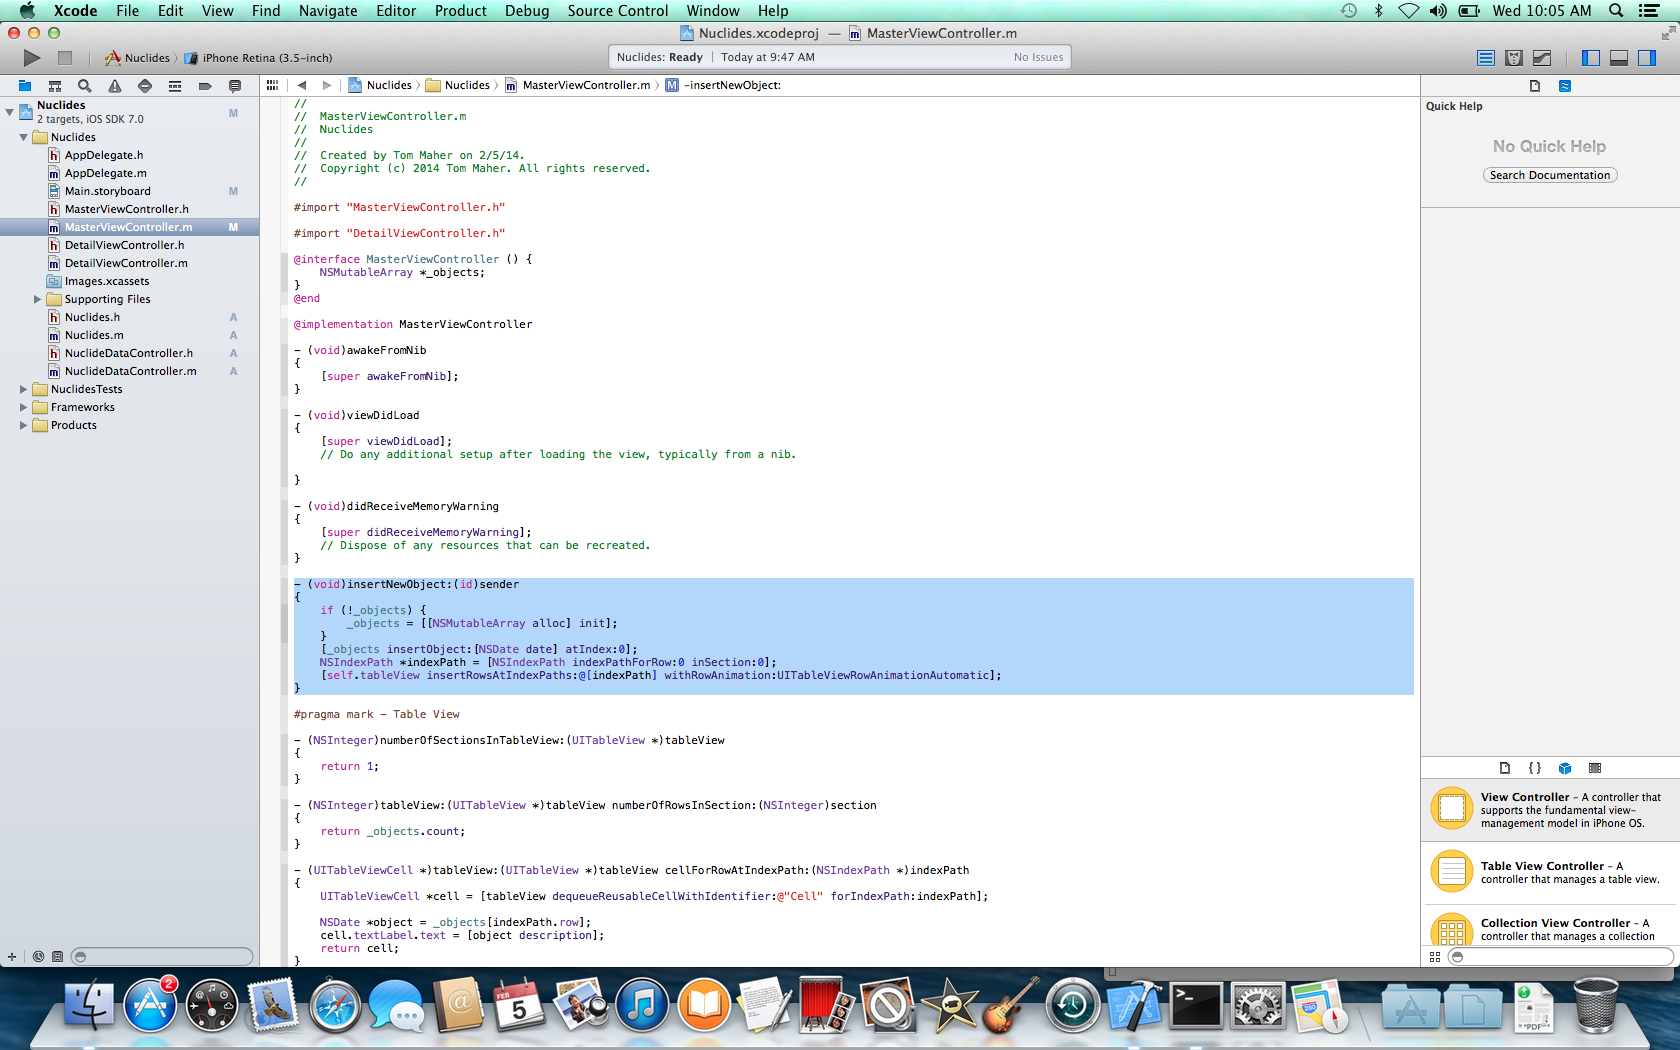 Xcode File Edit View Find Navigate Editor Product Debug Source Control Window Help Wed 10:05 AM
Nuclides.xcodeproj — MasterViewController.m
Nuclides iPhone Retina (3.5-inch)
Nuclides: Ready Today at 9:47 AM No Issues
Nuclides Nuclides MasterViewController.m M -insertNewObject:
Nuclides M
2 targets, iOS SDK 7.0
Nuclides
h AppDelegate.h
m AppDelegate.m
Main.storyboard M
h MasterViewController.h
m MasterViewController.m M
h DetailViewController.h
m DetailViewController.m
Images.xcassets
Supporting Files
h Nuclides.h A
m Nuclides.m A
h NuclideDataController.h A
m NuclideDataController.m A
NuclidesTests
Frameworks
Products
//
// MasterViewController.m
// Nuclides
//
// Created by Tom Maher on 2/5/14.
// Copyright (c) 2014 Tom Maher. All rights reserved.
//
#import "MasterViewController.h"
#import "DetailViewController.h"
@interface MasterViewController () {
NSMutableArray *_objects;
}
@end
@implementation MasterViewController
- (void)awakeFromNib
{
[super awakeFromNib];
}
- (void)viewDidLoad
{
[super viewDidLoad];
// Do any additional setup after loading the view, typically from a nib.
}
- (void)didReceiveMemoryWarning
{
[super didReceiveMemoryWarning];
// Dispose of any resources that can be recreated.
}
- (void)insertNewObject:(id)sender
{
if (!_objects) {
_objects = [[NSMutableArray alloc] init];
}
[_objects insertObject:[NSDate date] atIndex:0];
NSIndexPath *indexPath = [NSIndexPath indexPathForRow:0 inSection:0];
[self.tableView insertRowsAtIndexPaths:@[indexPath] withRowAnimation:UITableViewRowAnimationAutomatic];
}
#pragma mark - Table View
- (NSInteger)numberOfSectionsInTableView:(UITableView *)tableView
{
return 1;
}
- (NSInteger)tableView:(UITableView *)tableView numberOfRowsInSection:(NSInteger)section
{
return _objects.count;
}
- (UITableViewCell *)tableView:(UITableView *)tableView cellForRowAtIndexPath:(NSIndexPath *)indexPath
{
UITableViewCell *cell = [tableView dequeueReusableCellWithIdentifier:@"Cell" forIndexPath:indexPath];
NSDate *object = _objects[indexPath.row];
cell.textLabel.text = [object description];
return cell;
}
Quick Help
No Quick Help
Search Documentation
{ }
View Controller - A controller that
supports the fundamental view-
management model in iPhone OS.
Table View Controller - A
controller that manages a table view.
Collection View Controller - A
controller that manages a collection
2
FEB
5
PDF